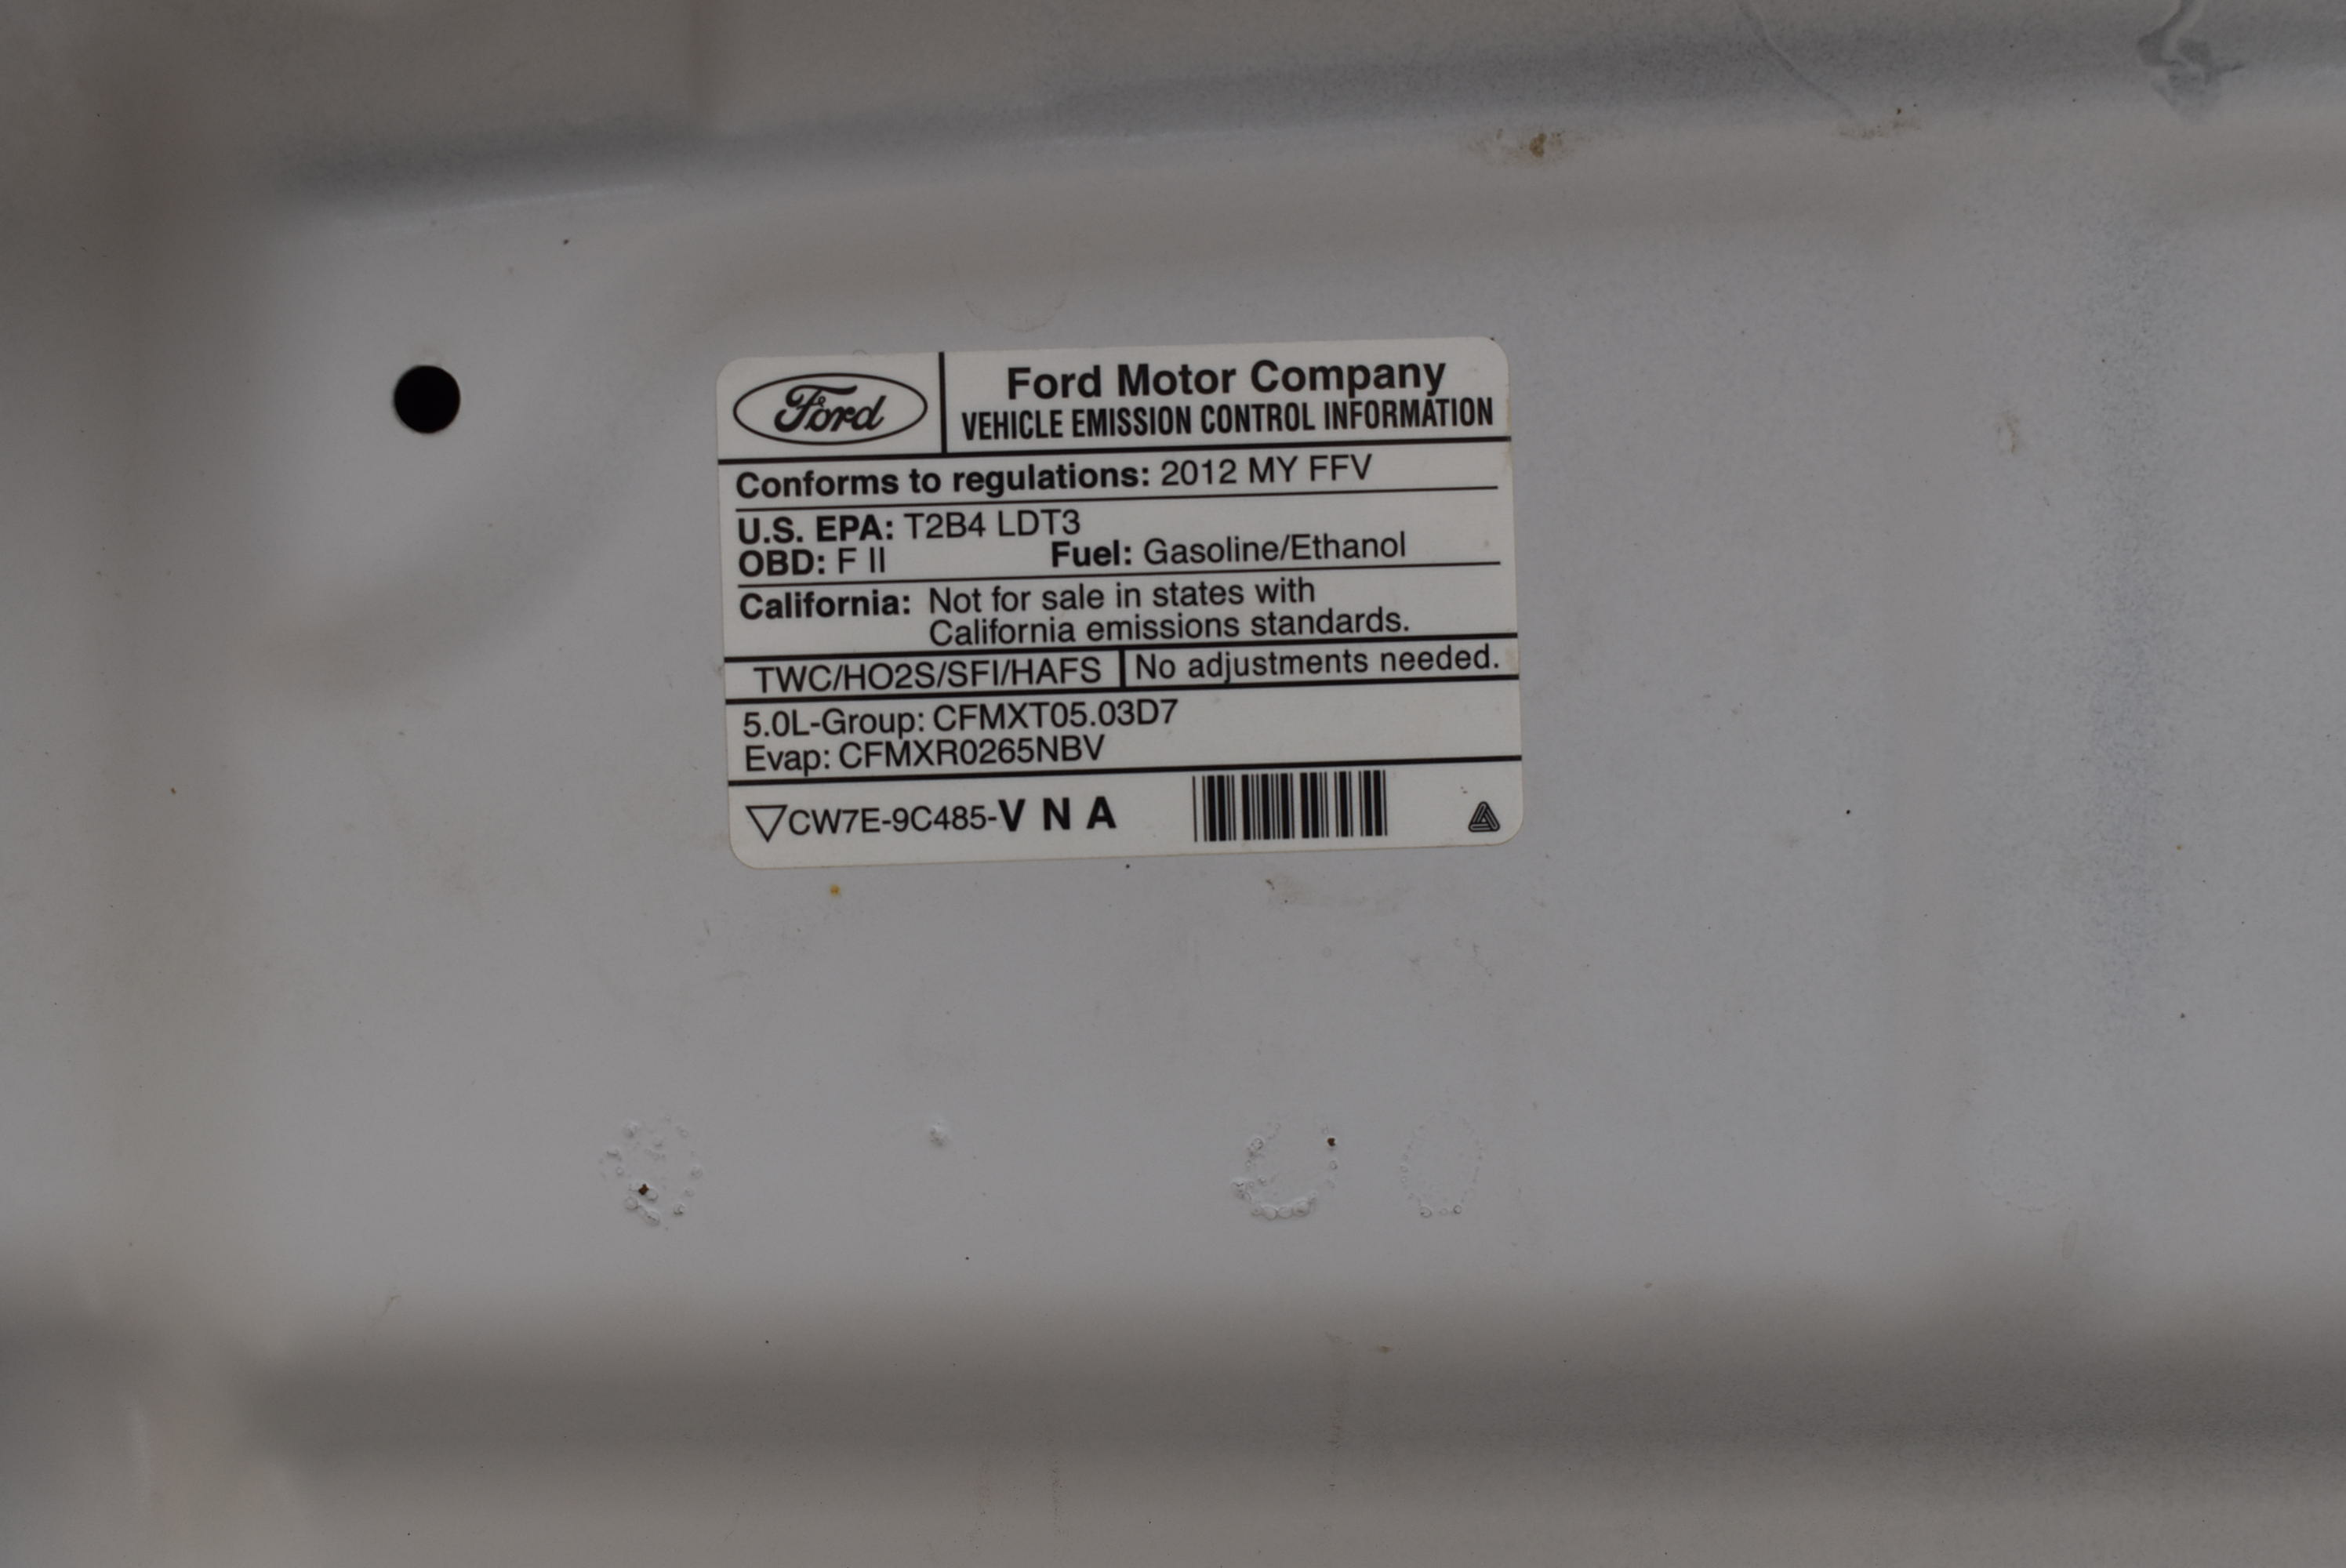 Ford
Ford Motor Company
VEHICLE EMISSION CONTROL INFORMATION
Conforms to regulations: 2012 MY FFV
U.S. EPA: T2B4 LDT3
OBD: F II Fuel: Gasoline/Ethanol
California: Not for sale in states with
California emissions standards.
TWC/HO2S/SFI/HAFS No adjustments needed.
5.0L-Group: CFMXT05.03D7
Evap: CFMXR0265NBV
▽CW7E-9C485-V N A